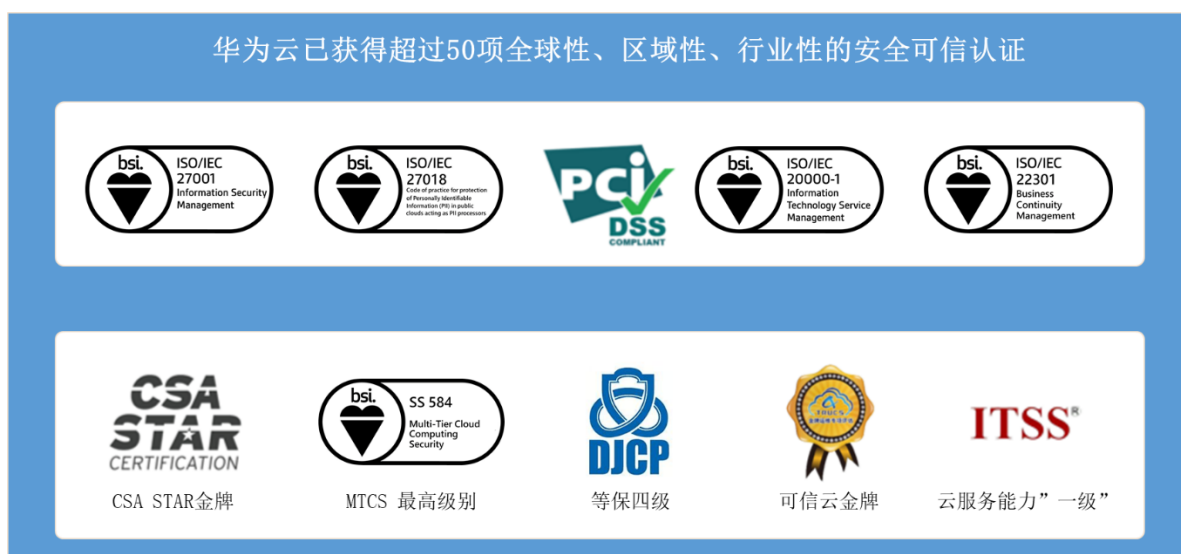 华为云已获得超过50项全球性、区域性、行业性的安全可信认证
bsi.
ISO/IEC
27001
Information Security
Management
bsi.
ISO/IEC
27018
Code of practice for protection
of Personally Identifiable
Information (PII) in public
clouds acting as PII processors
PCi
DSS
COMPLIANT
bsi.
ISO/IEC
20000-1
Information
Technology Service
Management
bsi.
ISO/IEC
22301
Business
Continuity
Management
CSA
STAR
CERTIFICATION
CSA STAR金牌
bsi.
SS 584
Multi-Tier Cloud
Computing
Security
MTCS 最高级别
DJCP
等保四级
TRUCS
可信云金牌
ITSS®
云服务能力”一级”